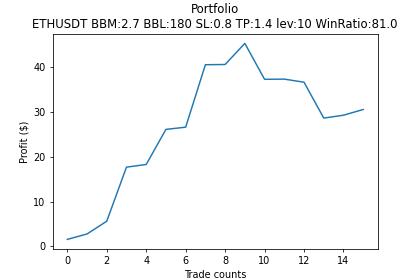 Portfolio
ETHUSDT BBM:2.7 BBL:180 SL:0.8 TP:1.4 lev:10 WinRatio:81.0
40
30
20
10
0
Profit ($)
0 2 4 6 8 10 12 14
Trade counts